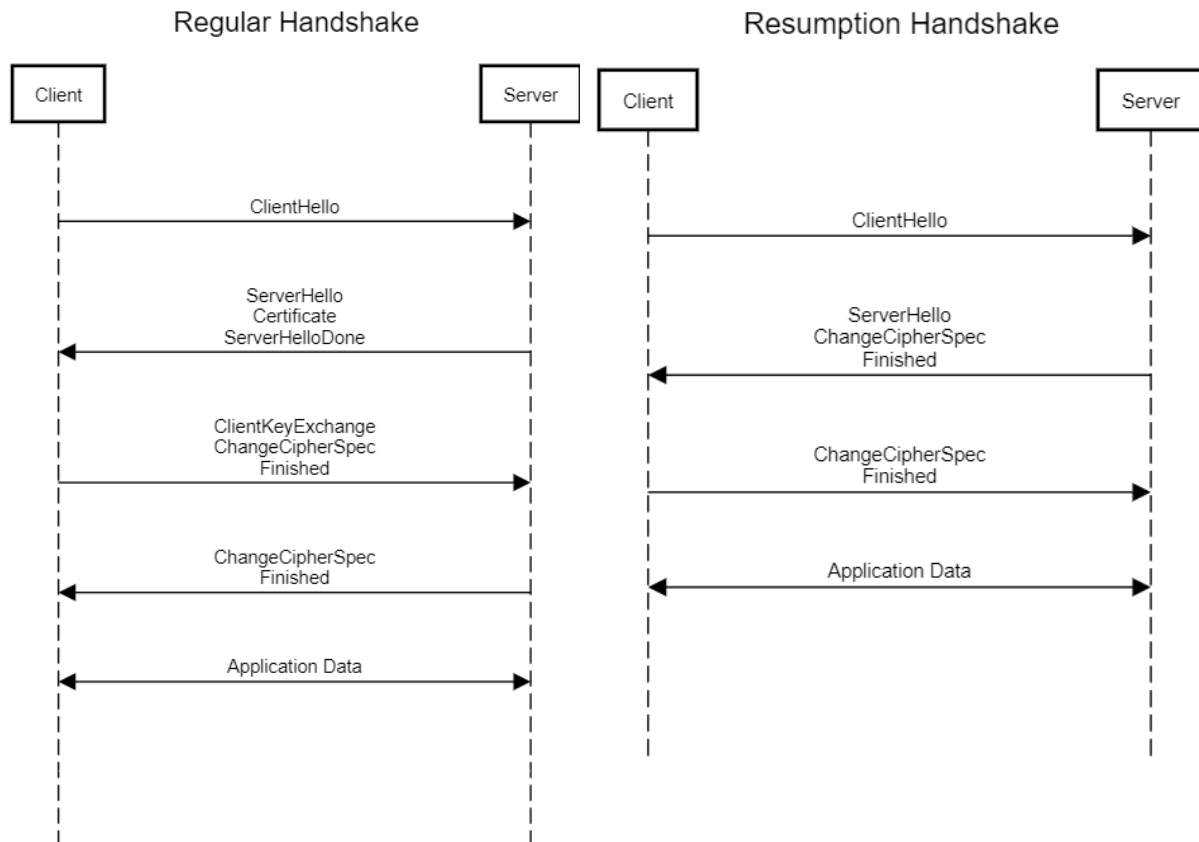 Regular Handshake
Client
Server
ClientHello
ServerHello
Certificate
ServerHelloDone
ClientKeyExchange
ChangeCipherSpec
Finished
ChangeCipherSpec
Finished
Application Data
Resumption Handshake
Client
Server
ClientHello
ServerHello
ChangeCipherSpec
Finished
ChangeCipherSpec
Finished
Application Data